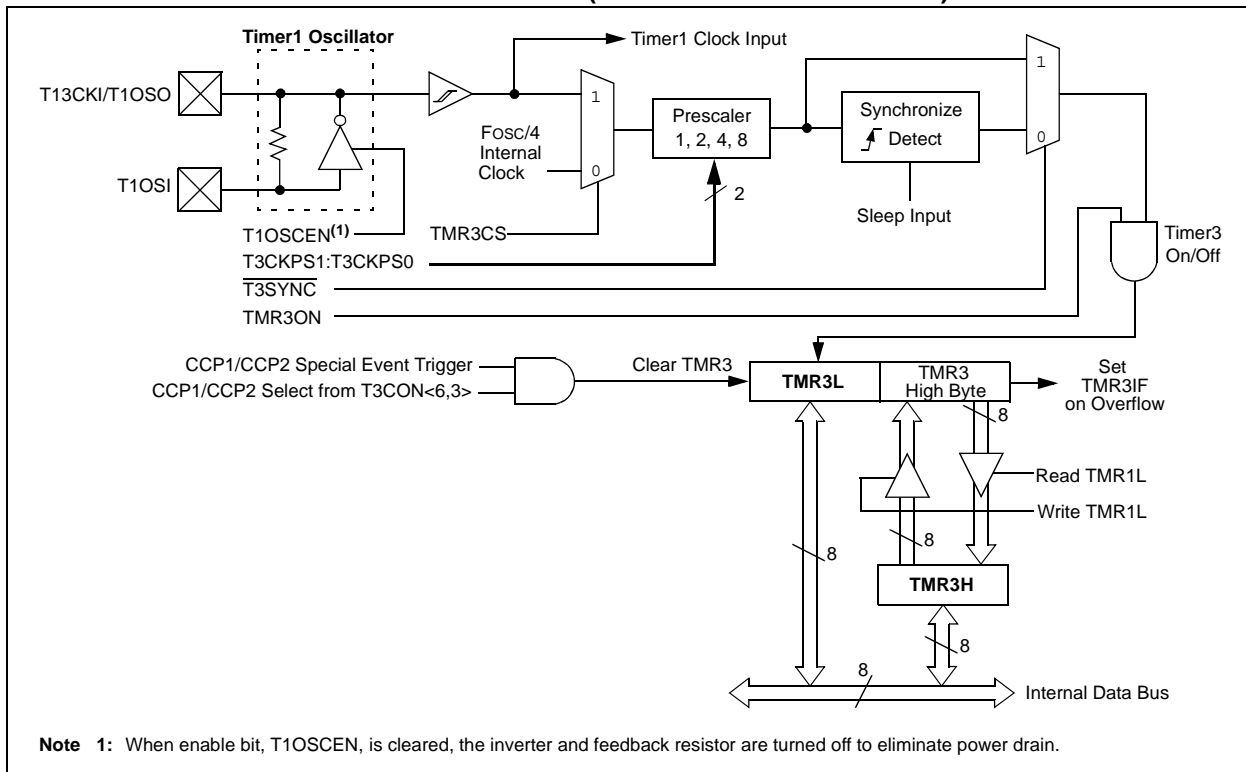 Timer1 Oscillator
Timer1 Clock Input
T13CKI/T1OSO
1
FOSC/4
Internal
Clock
0
Prescaler
1, 2, 4, 8
Synchronize
Detect
1
0
T1OSI
2
Sleep Input
T1OSCEN(1)
TMR3CS
T3CKPS1:T3CKPS0
T3SYNC
TMR3ON
Timer3
On/Off
CCP1/CCP2 Special Event Trigger
CCP1/CCP2 Select from T3CON<6,3>
Clear TMR3
TMR3L
TMR3
High Byte
Set
TMR3IF
on Overflow
8
Read TMR1L
Write TMR1L
8
8
TMR3H
8
8
Internal Data Bus
Note 1: When enable bit, T1OSCEN, is cleared, the inverter and feedback resistor are turned off to eliminate power drain.